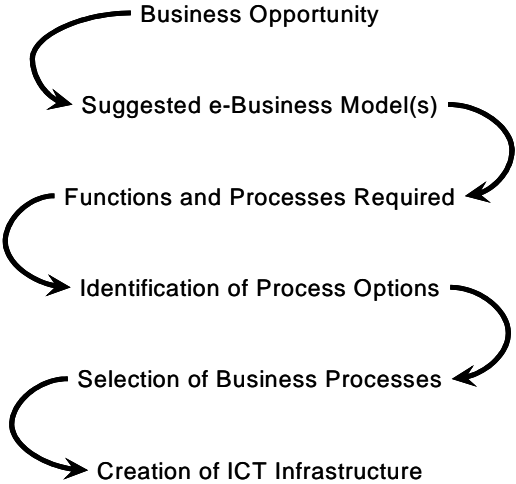 Business Opportunity
Suggested e-Business Model(s)
Functions and Processes Required
Identification of Process Options
Selection of Business Processes
Creation of ICT Infrastructure